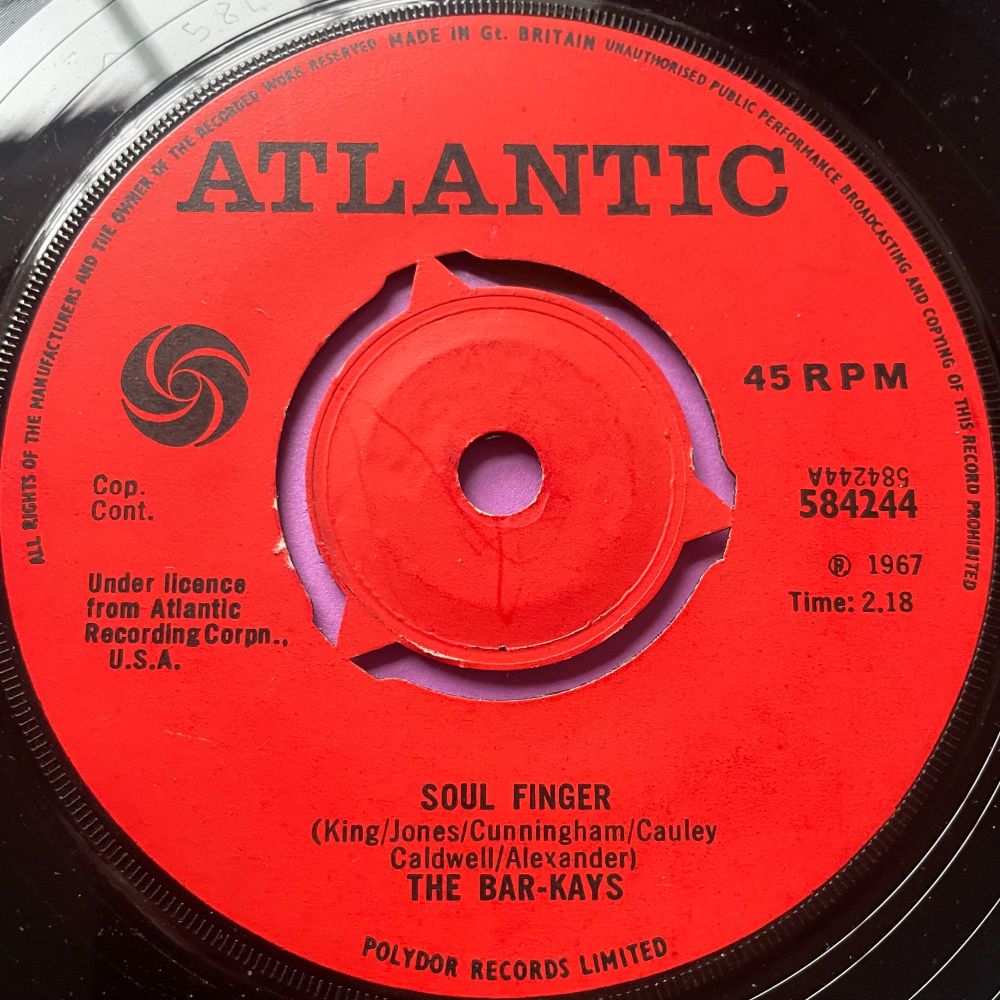 ALL RIGHTS OF THE MANUFACTURERS AND THE OWNER OF THE RECORDED WORK RESERVED MADE IN Gt. BRITAIN UNAUTHORISED PUBLIC PERFORMANCE BROADCASTING AND COPYING OF THIS RECORD PROHIBITED
ATLANTIC
45 RPM
Cop.
Cont.
584244A
584244
Ⓟ 1967
Time: 2.18
Under licence
from Atlantic
Recording Corpn.,
U.S.A.
SOUL FINGER
(King/Jones/Cunningham/Cauley
Caldwell/Alexander)
THE BAR-KAYS
POLYDOR RECORDS LIMITED